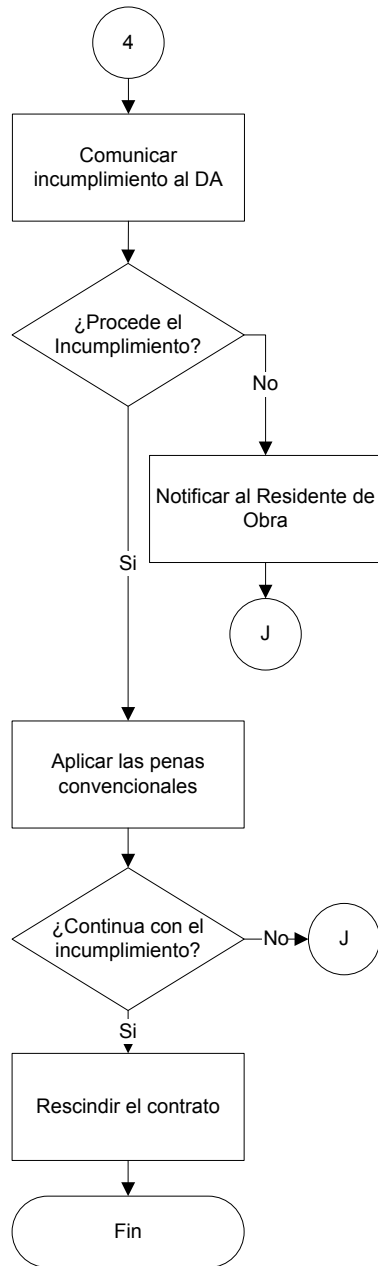 4
Comunicar
incumplimiento al DA
¿Procede el
Incumplimiento?
No
Notificar al Residente de
Obra
Si
J
Aplicar las penas
convencionales
¿Continua con el
incumplimiento?
No
J
Si
Rescindir el contrato
Fin